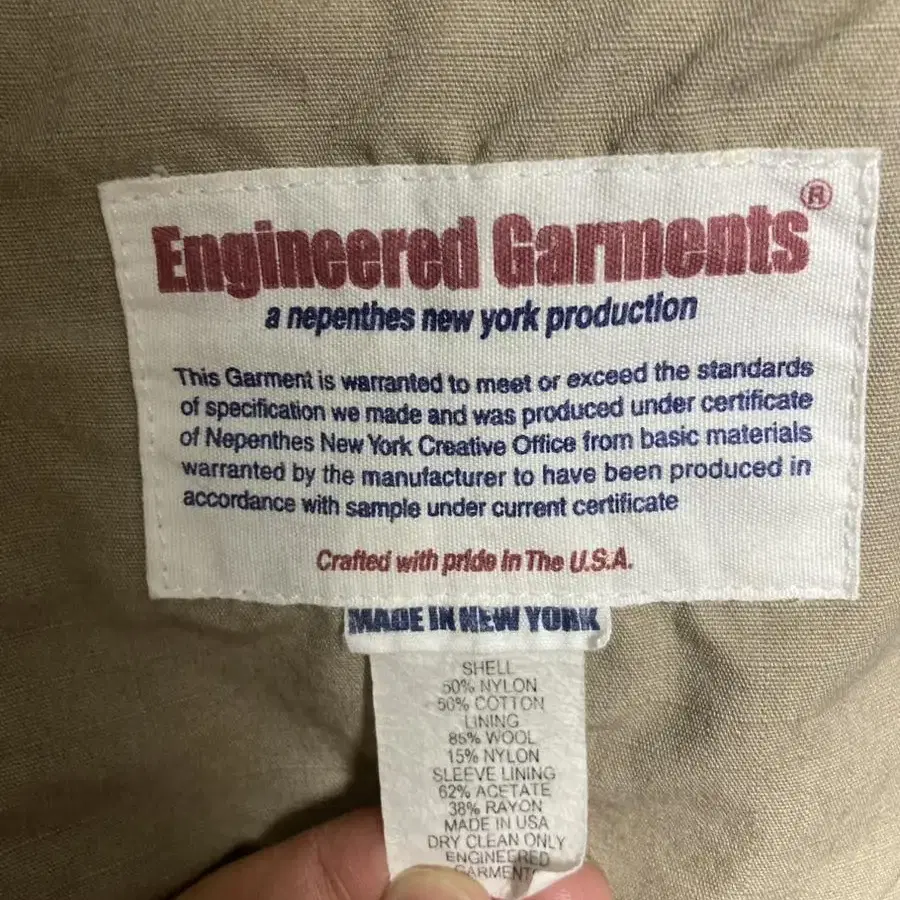 Engineered Garments®
a nepenthes new york production
This Garment is warranted to meet or exceed the standards
of specification we made and was produced under certificate
of Nepenthes New York Creative Office from basic materials
warranted by the manufacturer to have been produced in
accordance with sample under current certificate
Crafted with pride in The U.S.A.
MADE IN NEW YORK
SHELL
50% NYLON
50% COTTON
LINING
85% WOOL
15% NYLON
SLEEVE LINING
62% ACETATE
38% RAYON
MADE IN USA
DRY CLEAN ONLY
ENGINEERED
GARMENTS